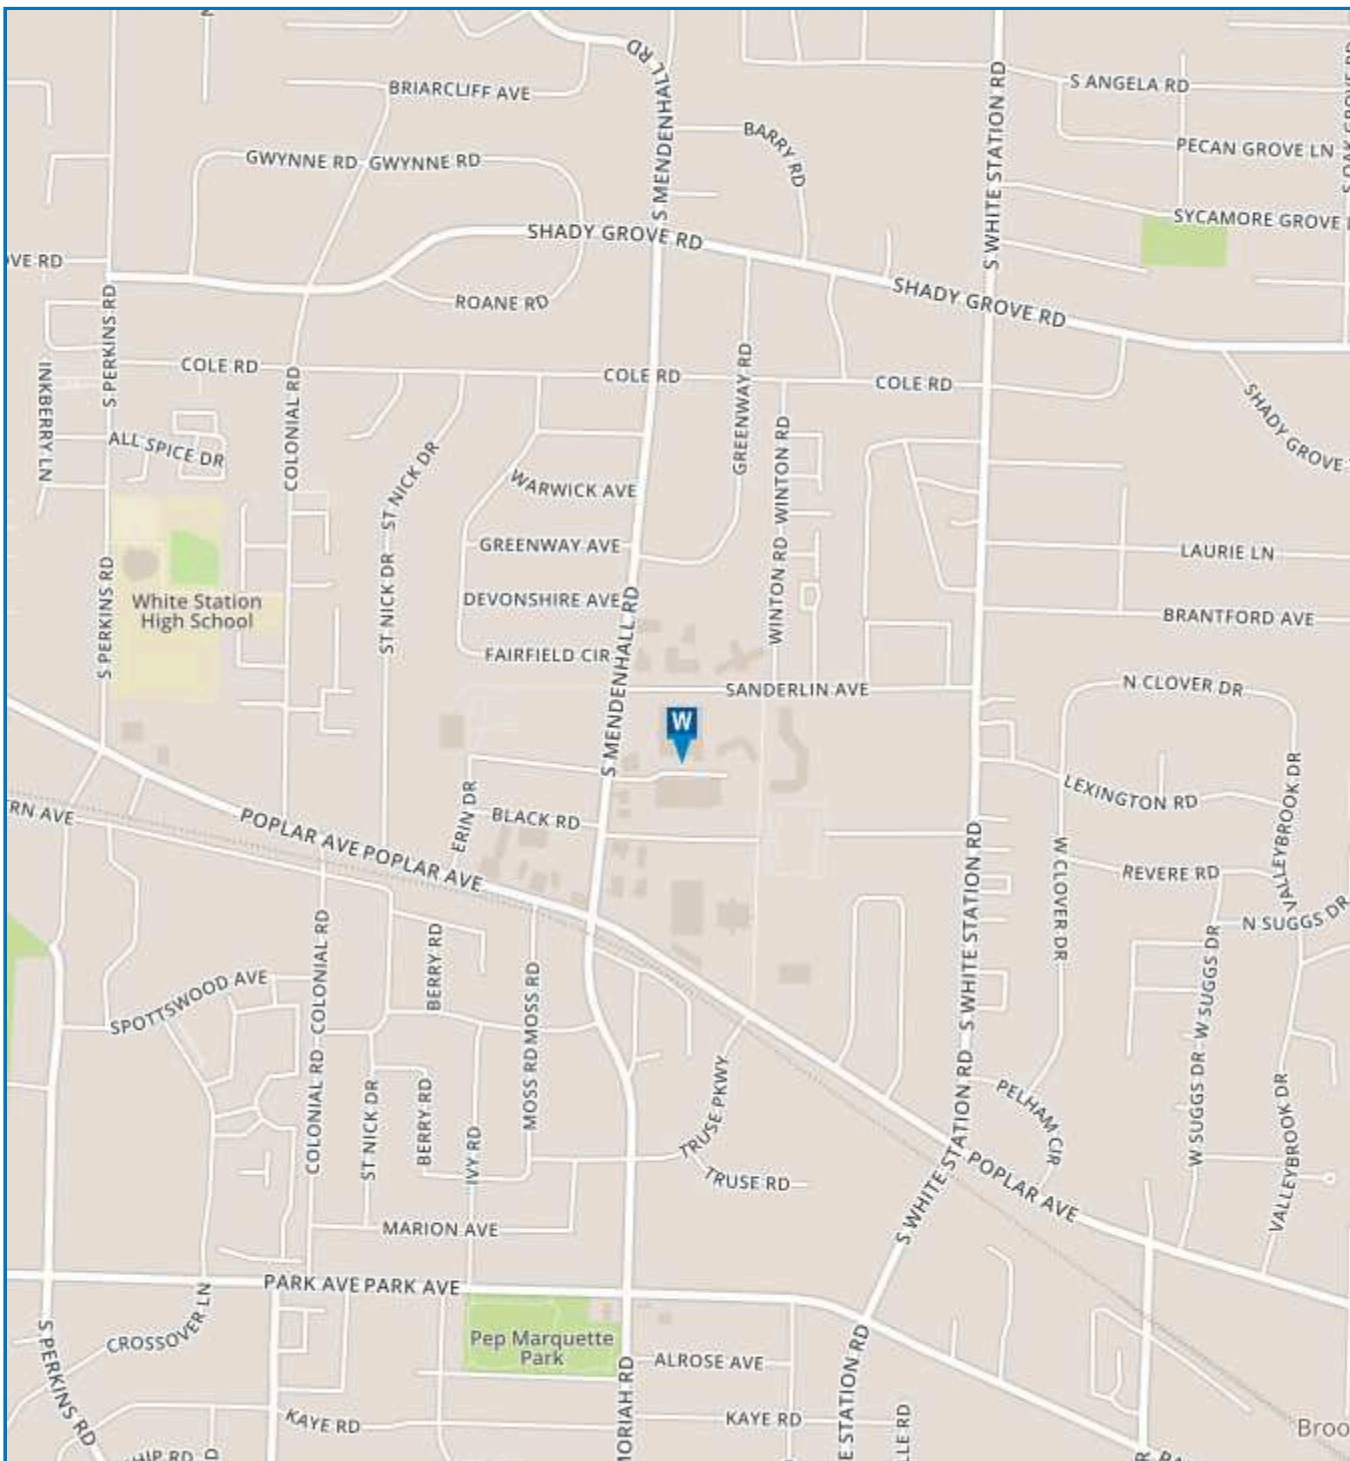 S MENDENHALL RD
BRIARCLIFF AVE
S WHITE STATION RD
S ANGELA RD
BARRY RD
PECAN GROVE LN
GWYNNE RD
GWYNNE RD
SYCAMORE GROVE
S MENDENHALL RD
SHADY GROVE RD
VE RD
S PERKINS RD
ROANE RD
SHADY GROVE RD
COLE RD
COLE RD
COLE RD
INKBERRY LN
COLONIAL RD
GREENWAY RD
WINTON RD
SHADY GROVE
ALL SPICE DR
ST NICK DR
WARWICK AVE
GREENWAY AVE
LAURIE LN
S PERKINS RD
ST NICK DR
WINTON RD
White Station
High School
DEVONSHIRE AVE
BRANTFORD AVE
FAIRFIELD CIR
S MENDENHALL RD
SANDERLIN AVE
N CLOVER DR
W
LEXINGTON RD
VALLEYBROOK DR
RN AVE
POPLAR AVE
POPLAR AVE
ERIN DR
BLACK RD
S WHITE STATION RD
W CLOVER DR
REVERE RD
N SUGGS DR
COLONIAL RD
BERRY RD
MOSS RD
W SUGGS DR
SPOTTSWOOD AVE
COLONIAL RD
ST NICK DR
BERRY RD
MOSS RD
IVY RD
TRUSE PKWY
TRUSE RD
S WHITE STATION RD
PELHAM CIR
POPLAR AVE
W SUGGS DR
VALLEYBROOK DR
MARION AVE
PARK AVE
PARK AVE
CROSSOVER LN
S PERKINS RD
Pep Marquette
Park
ALROSE AVE
E STATION RD
KAYE RD
MORIAH RD
KAYE RD
LLE RD
Broo
HIP RD